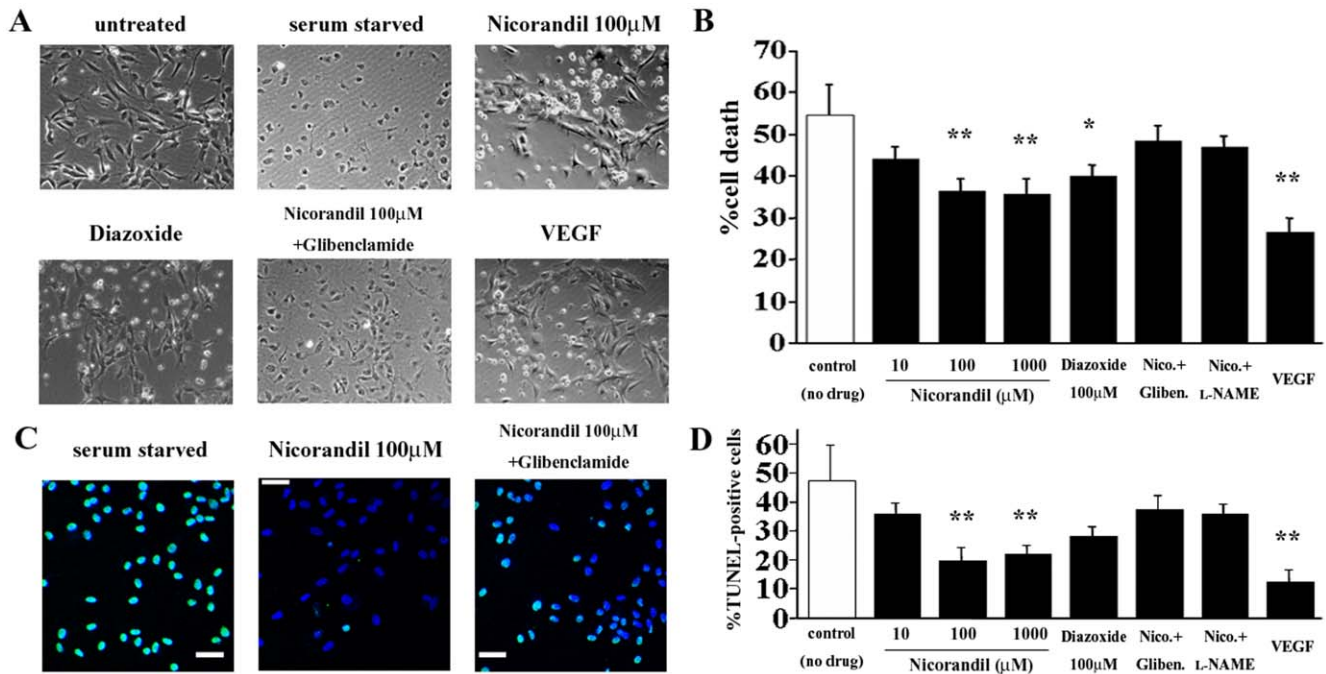 A
untreated
serum starved
Nicorandil 100μM
Diazoxide
Nicorandil 100μM
+Glibenclamide
VEGF
B
%cell death
70
60
50
40
30
20
10
0
** ** * **
control
(no drug)
10 100 1000
Nicorandil (μM)
Diazoxide
100μM
Nico.+
Gliben.
Nico.+
L-NAME
VEGF
C
serum starved
Nicorandil 100μM
Nicorandil 100μM
+Glibenclamide
D
%TUNEL-positive cells
60
50
40
30
20
10
0
** ** **
control
(no drug)
10 100 1000
Nicorandil (μM)
Diazoxide
100μM
Nico.+
Gliben.
Nico.+
L-NAME
VEGF